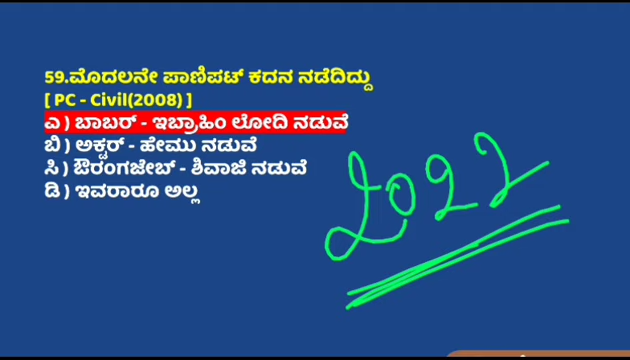 59.ಮೊದಲನೇ ಪಾಣಿಪಟ್ ಕದನ ನಡೆದಿದ್ದು
[ PC - Civil(2008) ]
ಎ ) ಬಾಬರ್ - ಇಬ್ರಾಹಿಂ ಲೋದಿ ನಡುವೆ
ಬಿ ) ಅಕ್ಬರ್ - ಹೇಮು ನಡುವೆ
ಸಿ ) ಔರಂಗಜೇಬ್ - ಶಿವಾಜಿ ನಡುವೆ
ಡಿ ) ಇವರಾರೂ ಅಲ್ಲ
2022